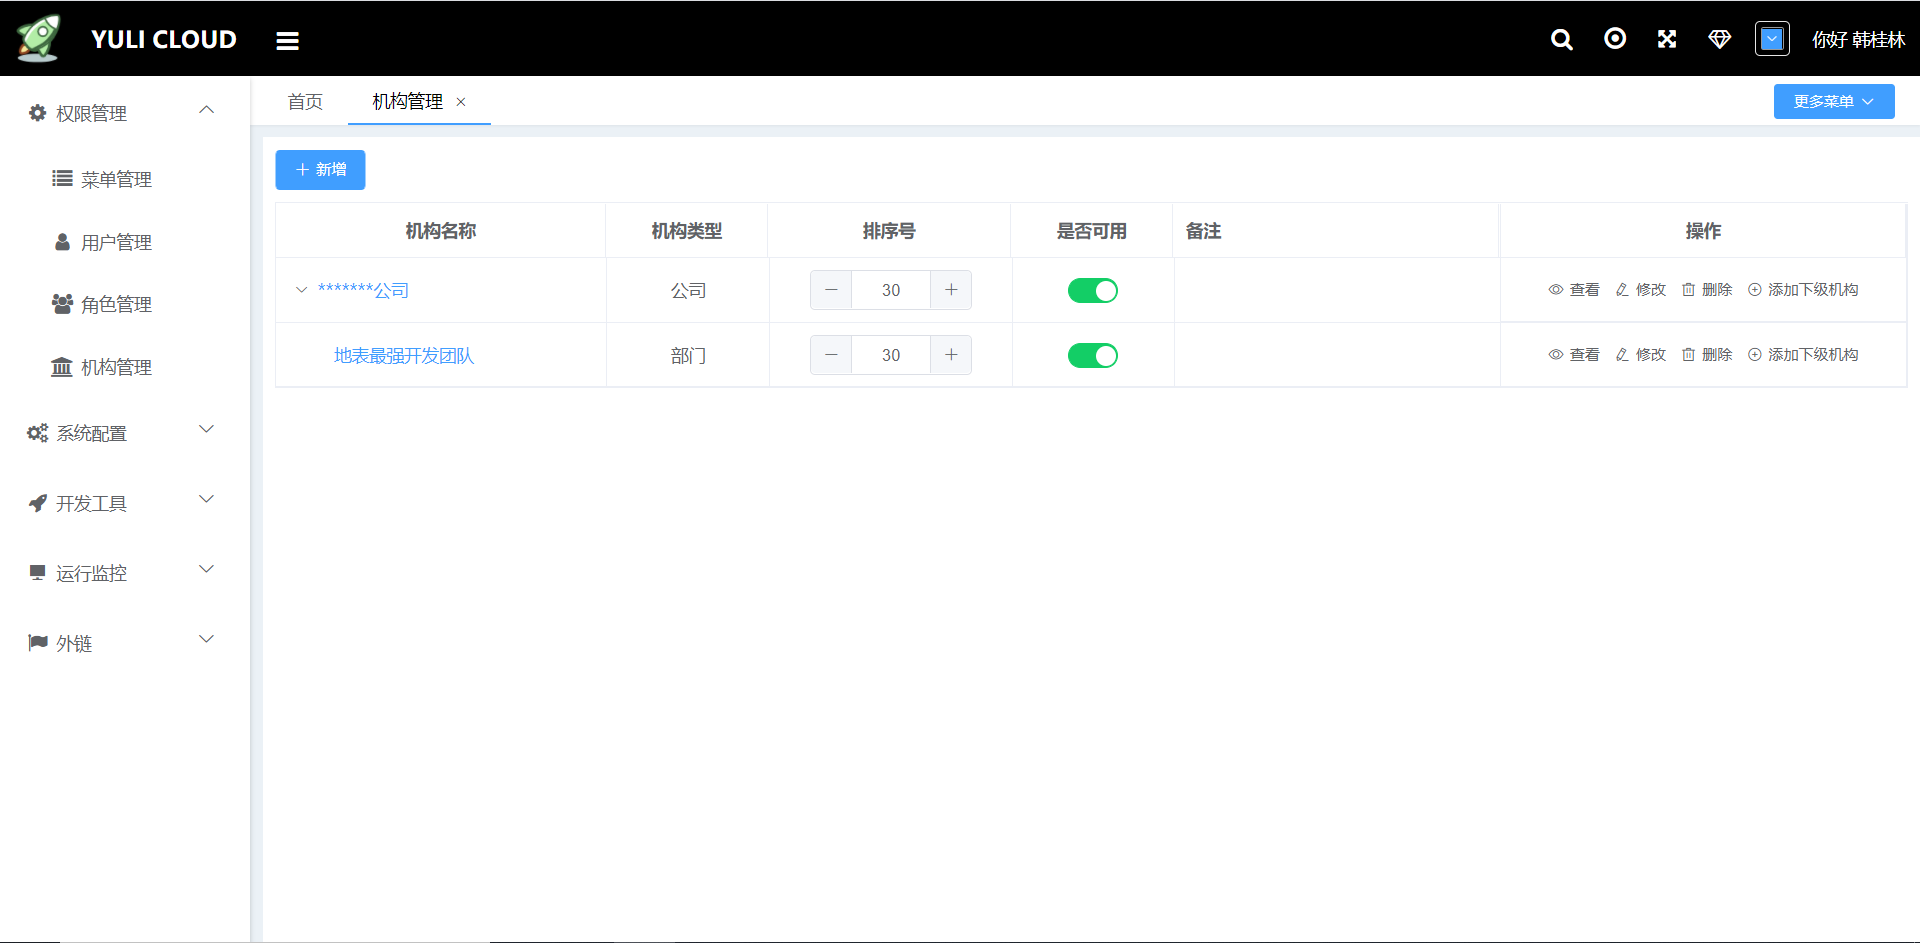 YULI CLOUD
你好 韩桂林
权限管理
菜单管理
用户管理
角色管理
机构管理
系统配置
开发工具
运行监控
外链
首页 机构管理 ×
更多菜单
+ 新增
机构名称 机构类型 排序号 是否可用 备注 操作
*******公司 公司 30 查看 修改 删除 添加下级机构
地表最强开发团队 部门 30 查看 修改 删除 添加下级机构